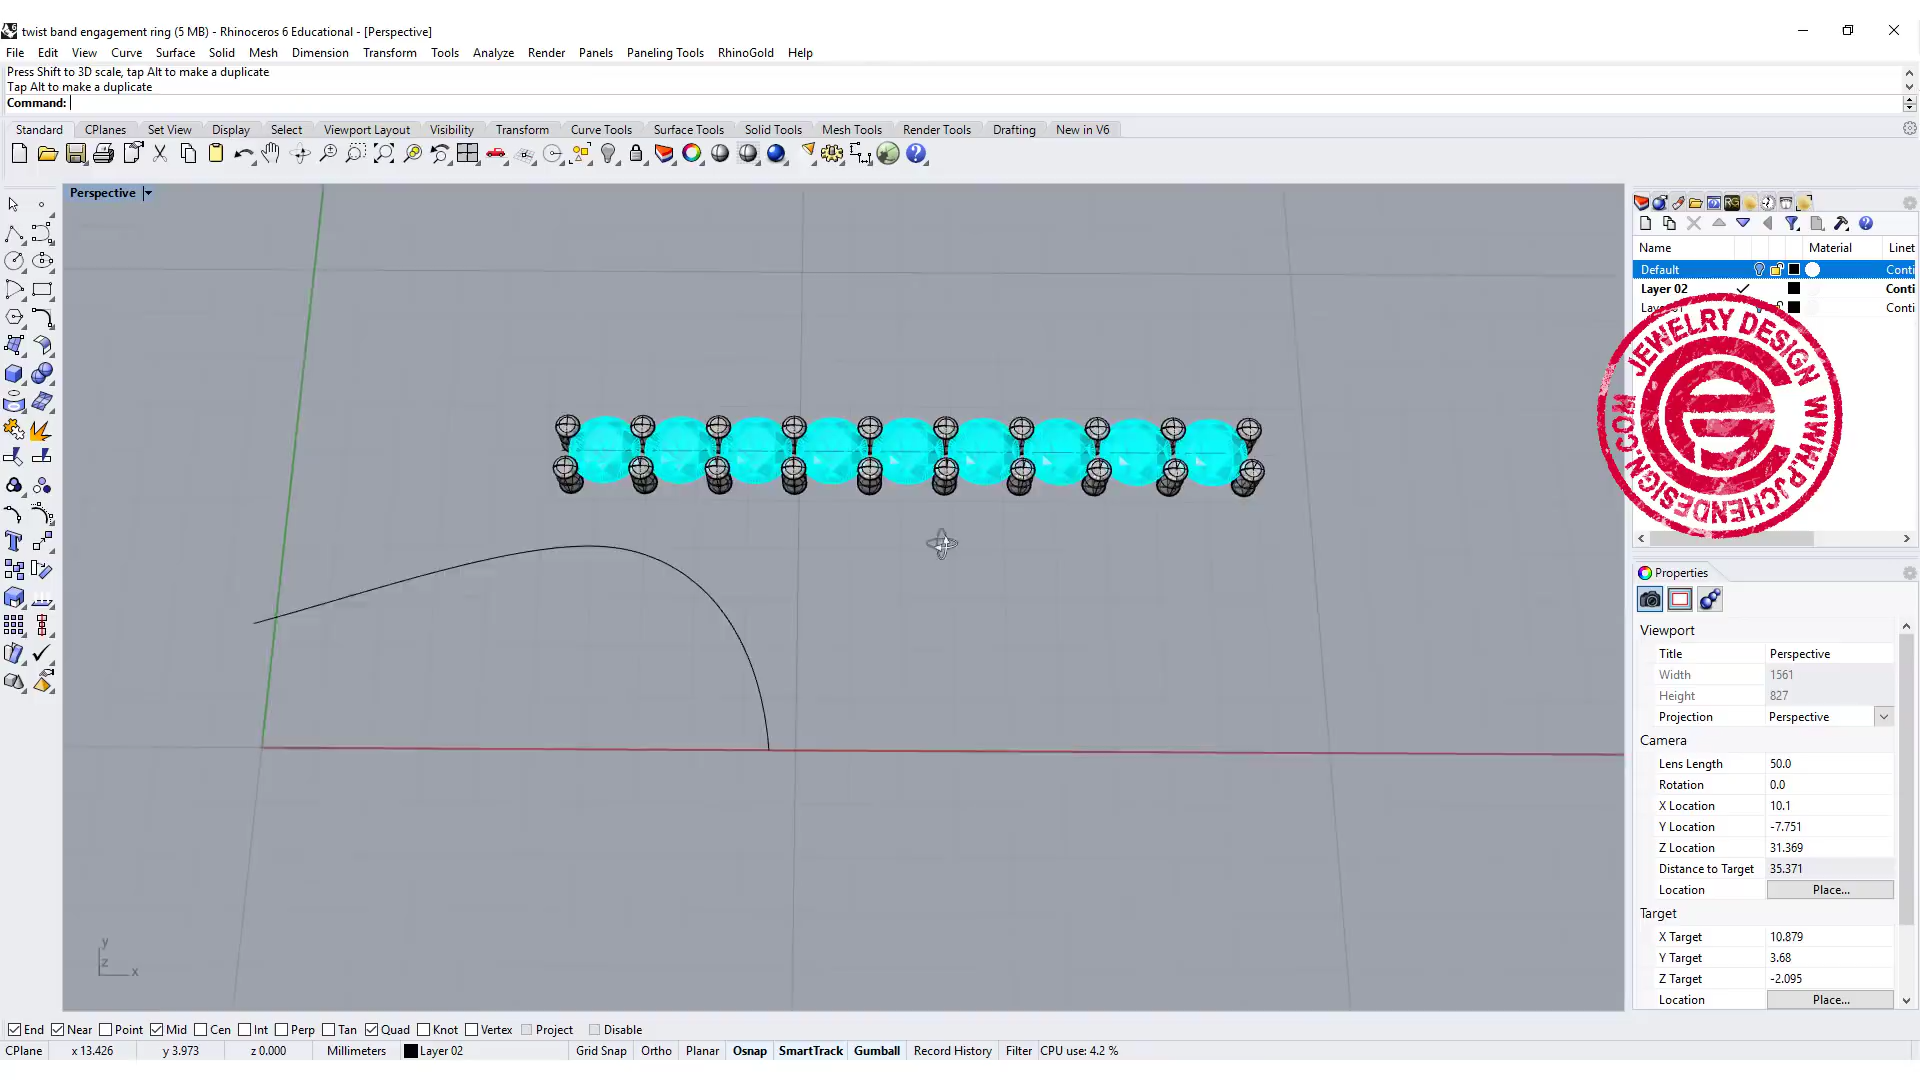 twist band engagement ring (5 MB) - Rhinoceros 6 Educational - [Perspective]
File Edit View Curve Surface Solid Mesh Dimension Transform Tools Analyze Render Panels Paneling Tools RhinoGold Help
Press Shift to 3D scale, tap Alt to make a duplicate
Tap Alt to make a duplicate
Command:
Standard CPlanes Set View Display Select Viewport Layout Visibility Transform Curve Tools Surface Tools Solid Tools Mesh Tools Render Tools Drafting New in V6
Perspective
Name Material Linet
Default Conti
Layer 02 Conti
Conti
JEWELRY DESIGN WWW.PJCHENDESIGN.COM
Properties
Viewport
Title Perspective
Width 1561
Height 827
Projection Perspective
Camera
Lens Length 50.0
Rotation 0.0
X Location 10.1
Y Location -7.751
Z Location 31.369
Distance to Target 35.371
Location Place...
Target
X Target 10.879
Y Target 3.68
Z Target -2.095
Location Place...
y
z x
End Near Point Mid Cen Int Perp Tan Quad Knot Vertex Project Disable
CPlane x 13.426 y 3.973 z 0.000 Millimeters Layer 02 Grid Snap Ortho Planar Osnap SmartTrack Gumball Record History Filter CPU use: 4.2 %